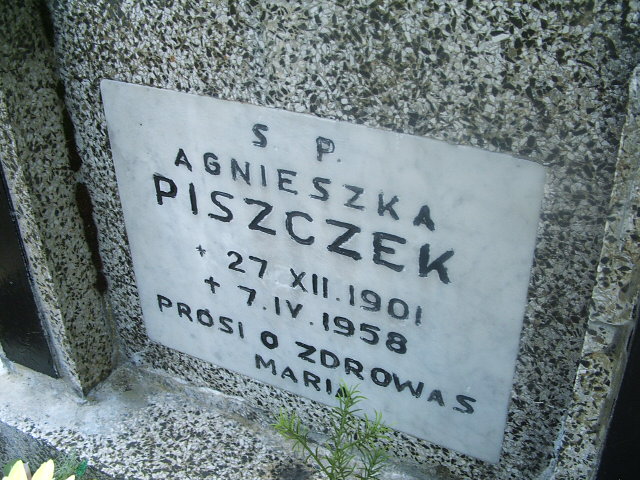 S. P.
AGNIESZKA
PISZCZEK
* 27 XII. 1901
+ 7. IV. 1958
PROSI O ZDROWAS
MARIA